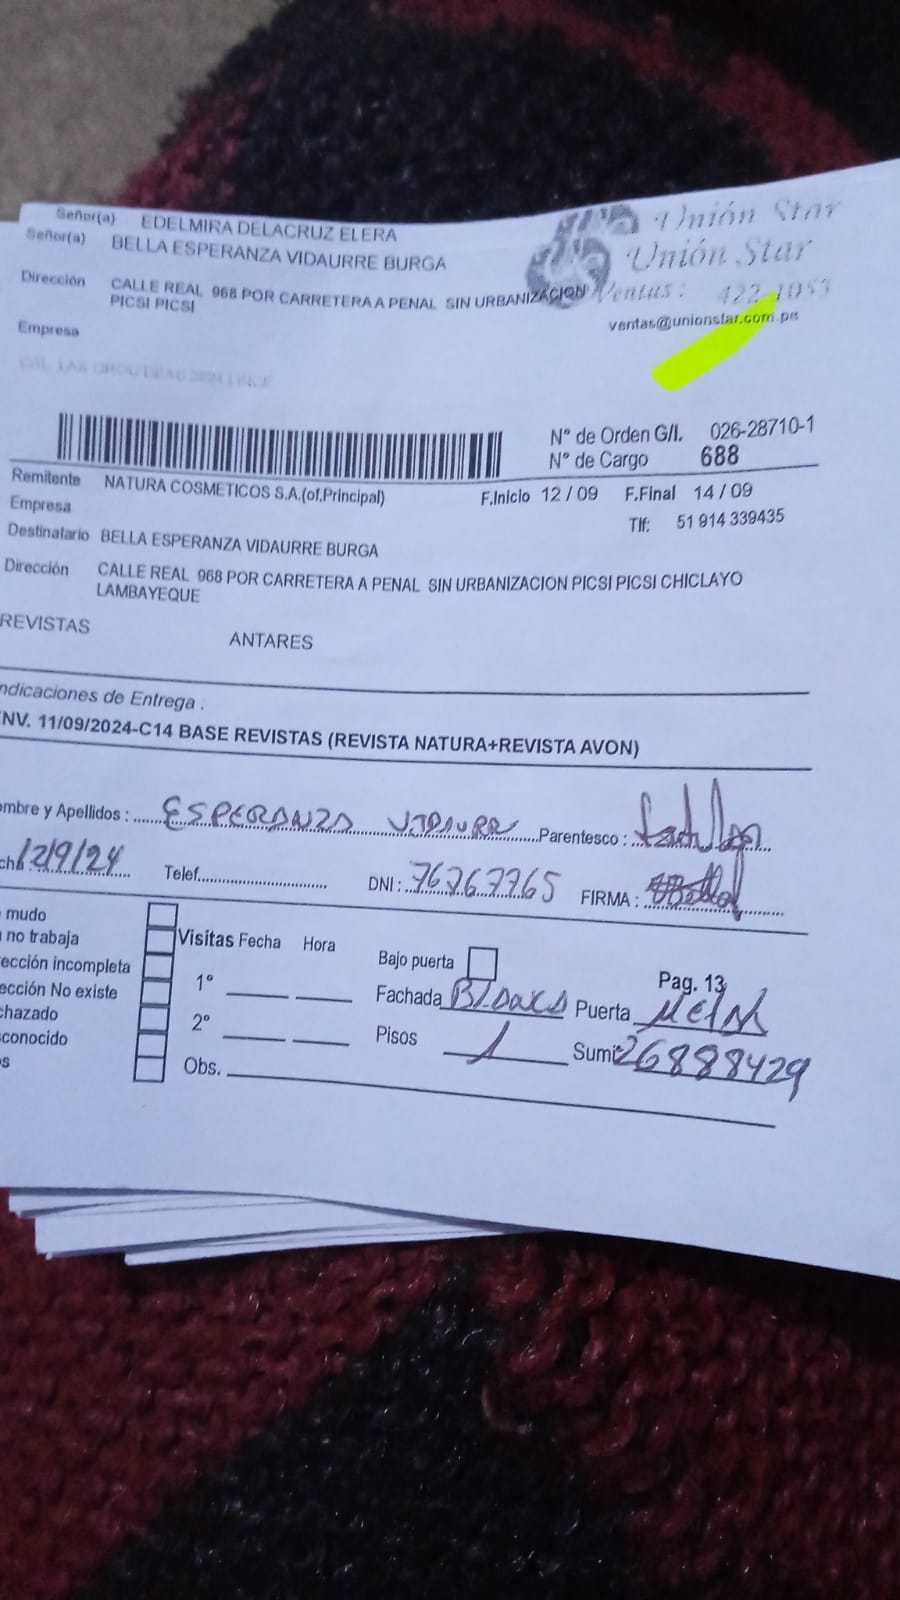 Señor(a) EDELMIRA DELACRUZ ELERA
Unión Star
Señor(a) BELLA ESPERANZA VIDAURRE BURGA
Unión Star
Dirección CALLE REAL 968 POR CARRETERA A PENAL SIN URBANIZACION
PICSI PICSI
Ventas: 422-1053
ventas@unionstar.com.pe
Empresa
N° de Orden G/I. 026-28710-1
N° de Cargo 688
Remitente NATURA COSMETICOS S.A.(of.Principal) F.Inicio 12 / 09 F.Final 14 / 09
Empresa
Tlf: 51 914 339435
Destinatario BELLA ESPERANZA VIDAURRE BURGA
Dirección CALLE REAL 968 POR CARRETERA A PENAL SIN URBANIZACION PICSI PICSI CHICLAYO
LAMBAYEQUE
REVISTAS ANTARES
ndicaciones de Entrega .
NV. 11/09/2024-C14 BASE REVISTAS (REVISTA NATURA+REVISTA AVON)
ombre y Apellidos : ESPERANZA Parentesco :
ch 12/9/24 Telef. DNI : 76767765 FIRMA :
mudo
no trabaja
ección incompleta
ección No existe
chazado
conocido
s
Visitas Fecha Hora
1°
2°
Obs.
Bajo puerta
Pag. 13
Fachada Puerta
Pisos 1 Sumi 26888429